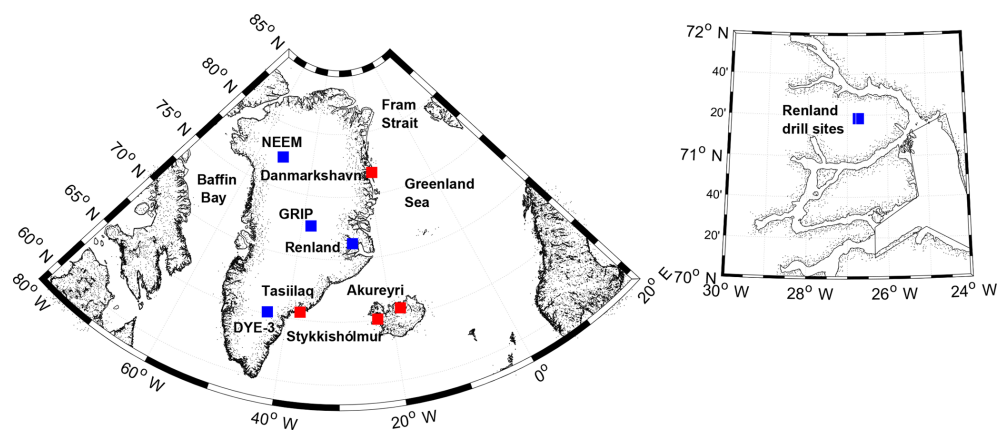 85° N
80° N
75° N
70° N
65° N
60° N
80° W
60° W
40° W
20° W
0°
20° E
Fram
Strait
NEEM
Danmarkshavn
Baffin
Bay
Greenland
Sea
GRIP
Renland
Tasiilaq
Akureyri
DYE-3
Stykkishólmur
72° N
40'
20'
71° N
40'
20'
70° N
30° W
28° W
26° W
24° W
Renland
drill sites